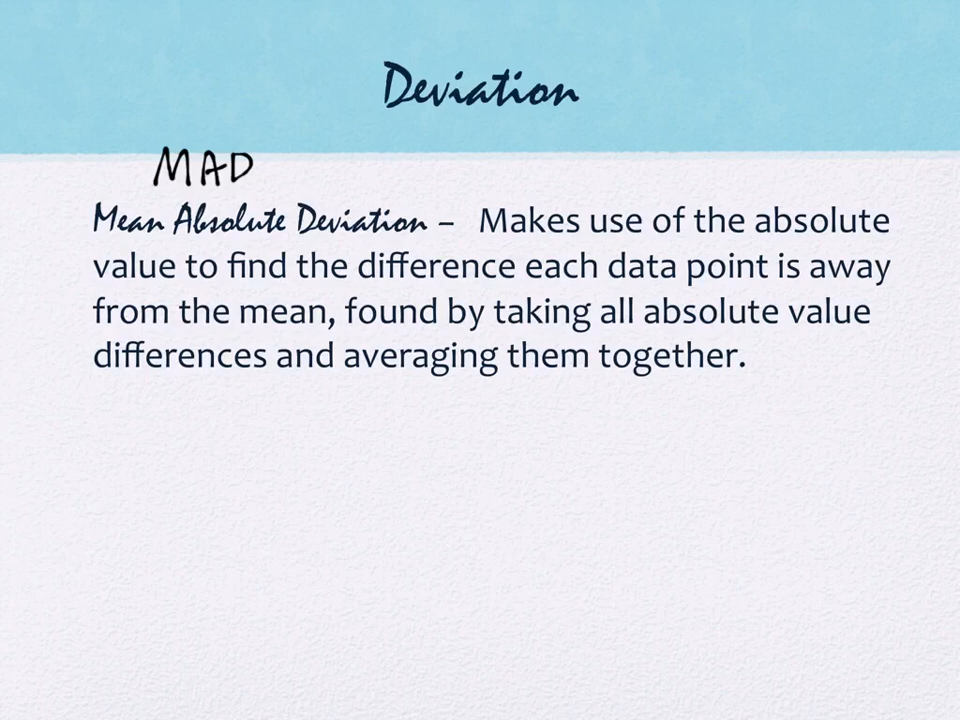 Deviation
MAD
Mean Absolute Deviation – Makes use of the absolute
value to find the difference each data point is away
from the mean, found by taking all absolute value
differences and averaging them together.